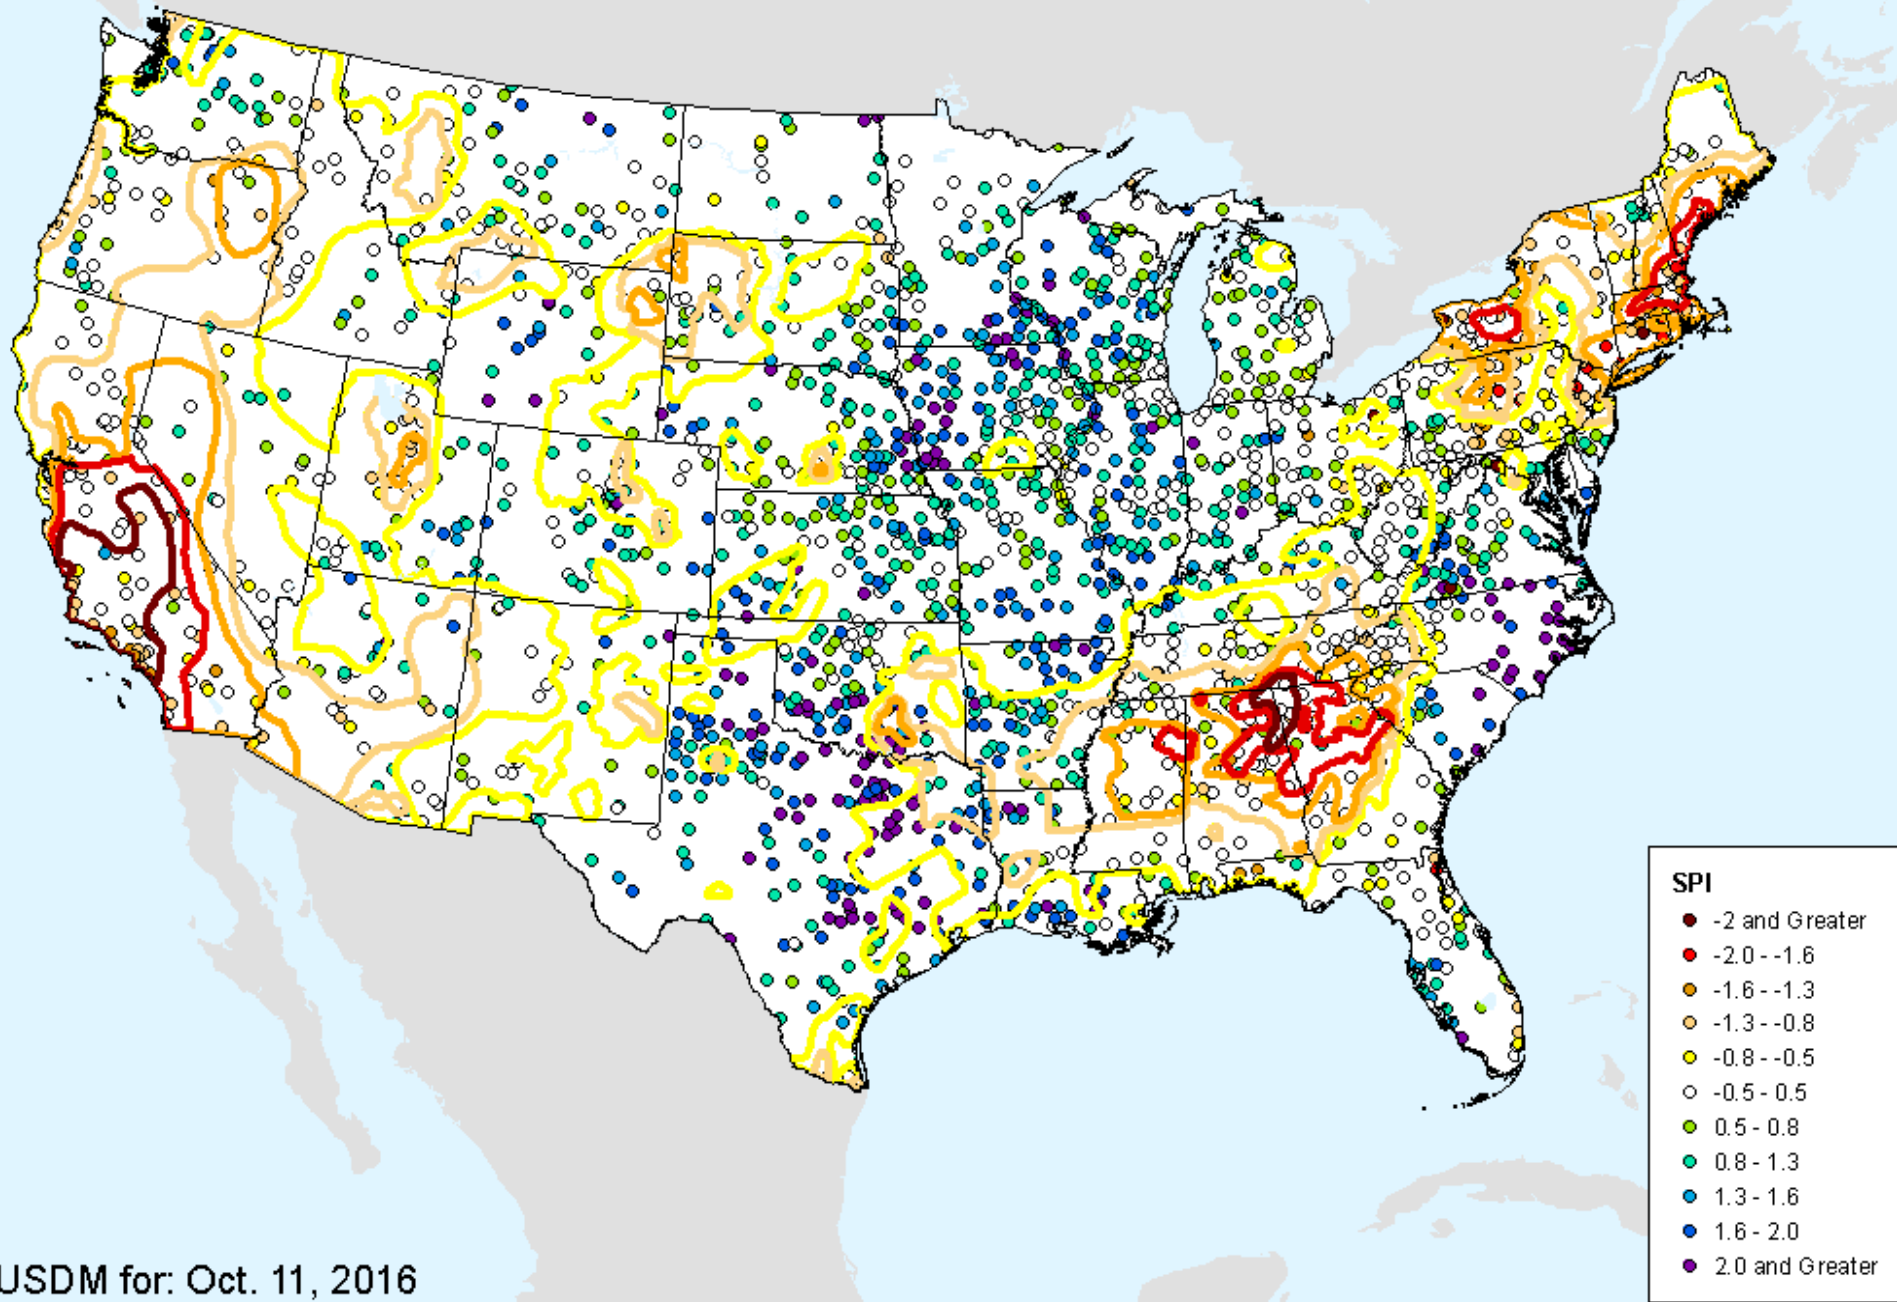 SPI
-2 and Greater
-2.0 - -1.6
-1.6 - -1.3
-1.3 - -0.8
-0.8 - -0.5
-0.5 - 0.5
0.5 - 0.8
0.8 - 1.3
1.3 - 1.6
1.6 - 2.0
2.0 and Greater
USDM for: Oct. 11, 2016